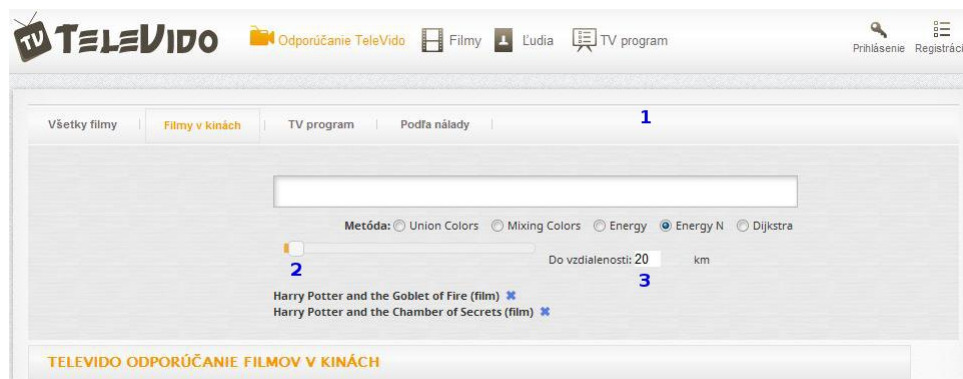 TV TELEVIDO Odporúčanie TeleVido Filmy Ľudia TV program Prihlásenie Registráci
Všetky filmy Filmy v kinách TV program Podľa nálady 1
Metóda: Union Colors Mixing Colors Energy Energy N Dijkstra
2 Do vzdialenosti: 20 km
3
Harry Potter and the Goblet of Fire (film)
Harry Potter and the Chamber of Secrets (film)
TELEVIDO ODPORÚČANIE FILMOV V KINÁCH